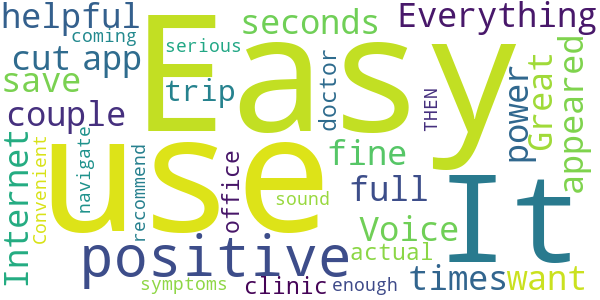 helpful
Easy
seconds
Everything
coming
serious
cut app
save
trip
doctor
THEN
power
Great
appeared
couple
use
It
Internet
Convenient
navigate
recommend
office
fine
full
sound
Voice
positive
actual
symptoms
clinic
enough
times
want